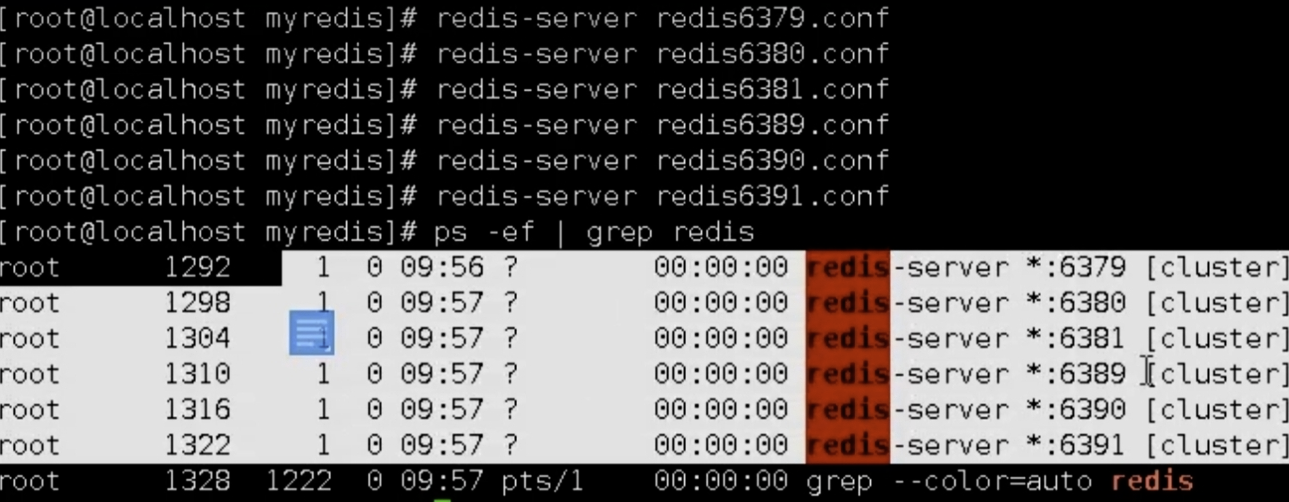 [root@localhost myredis]# redis-server redis6379.conf
[root@localhost myredis]# redis-server redis6380.conf
[root@localhost myredis]# redis-server redis6381.conf
[root@localhost myredis]# redis-server redis6389.conf
[root@localhost myredis]# redis-server redis6390.conf
[root@localhost myredis]# redis-server redis6391.conf
[root@localhost myredis]# ps -ef | grep redis
root 1292 1 0 09:56 ? 00:00:00 redis-server *:6379 [cluster]
root 1298 1 0 09:57 ? 00:00:00 redis-server *:6380 [cluster]
root 1304 1 0 09:57 ? 00:00:00 redis-server *:6381 [cluster]
root 1310 1 0 09:57 ? 00:00:00 redis-server *:6389 [cluster]
root 1316 1 0 09:57 ? 00:00:00 redis-server *:6390 [cluster]
root 1322 1 0 09:57 ? 00:00:00 redis-server *:6391 [cluster]
root 1328 1222 0 09:57 pts/1 00:00:00 grep --color=auto redis